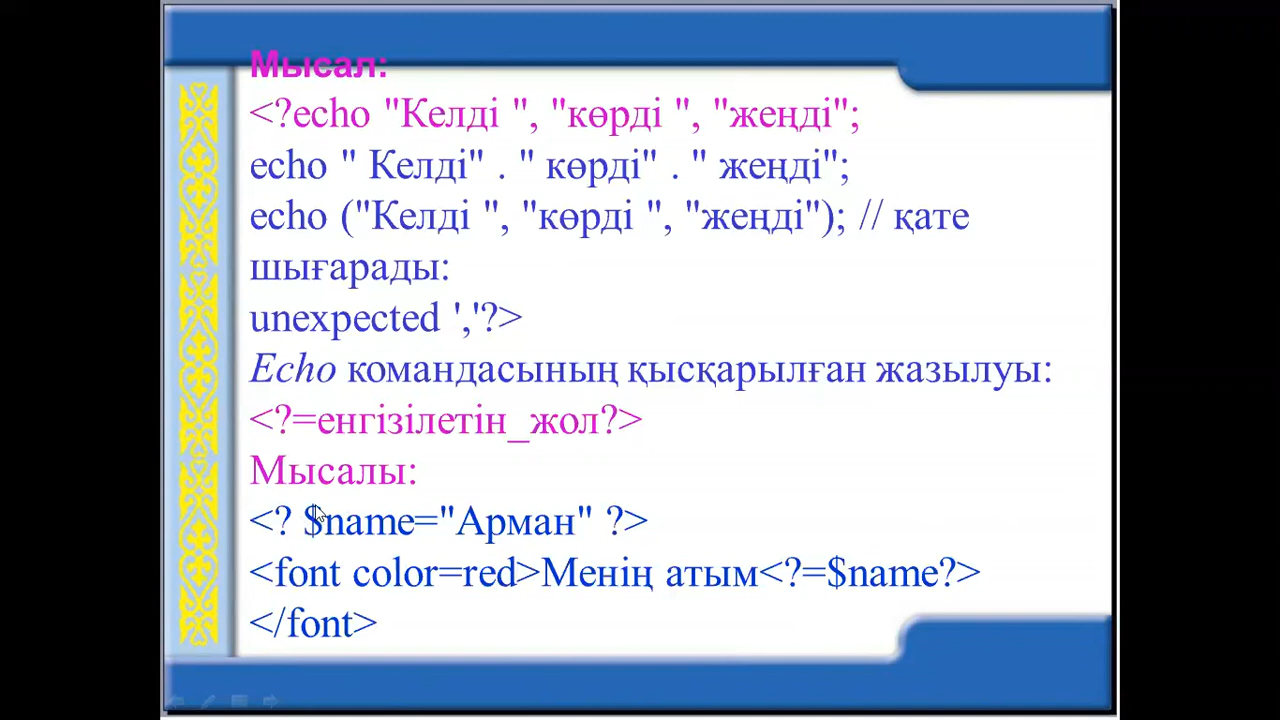 Мысал:
<?echo "Келді ", "көрді ", "жеңді";
echo " Келді" . " көрді" . " жеңді";
echo ("Келді ", "көрді ", "жеңді"); // қате
шығарады:
unexpected ','?>
Echo командасының қысқарылған жазылуы:
<?=енгізілетін_жол?>
Мысалы:
<? $name="Арман" ?>
<font color=red>Менің атым<?=$name?>
</font>